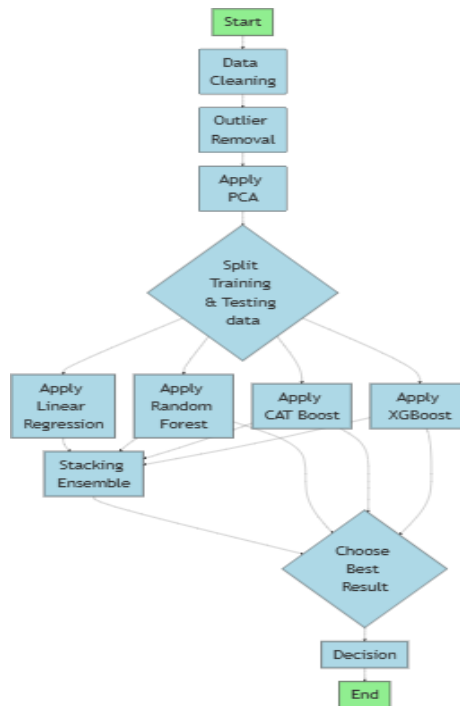 Start
Data
Cleaning
Outlier
Removal
Apply
PCA
Split
Training
& Testing
data
Apply
Linear
Regression
Apply
Random
Forest
Apply
CAT Boost
Apply
XGBoost
Stacking
Ensemble
Choose
Best
Result
Decision
End